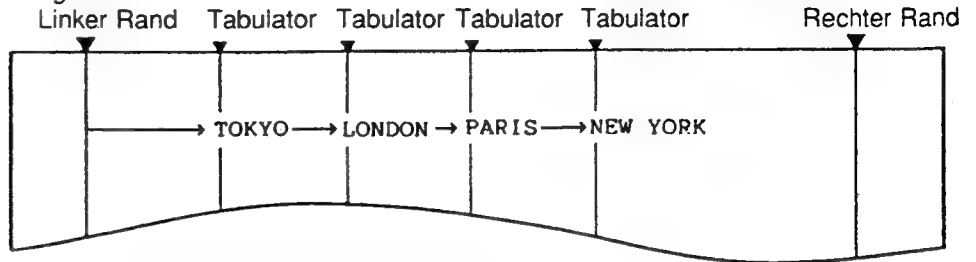 Linker Rand Tabulator Tabulator Tabulator Tabulator Rechter Rand
TOKYO LONDON PARIS NEW YORK